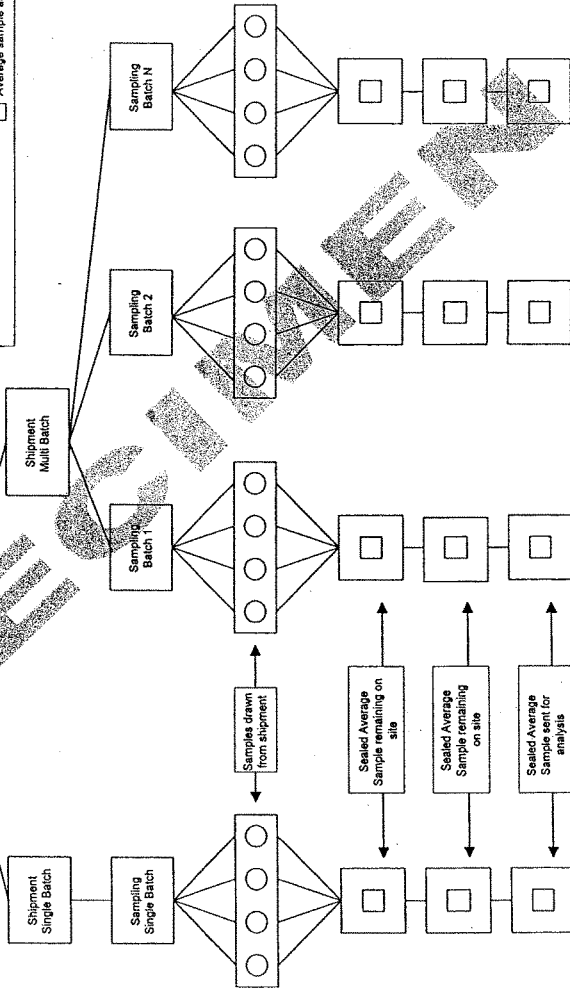 Average sample a
Shipment
Single Batch
Shipment
Multi Batch
Sampling
Single Batch
Sampling
Batch 1
Sampling
Batch 2
Sampling
Batch N
Samples drawn
from shipment
Sealed Average
Sample remaining on
site
Sealed Average
Sample remaining
on site
Sealed Average
Sample sent for
analysis
ECIMEN